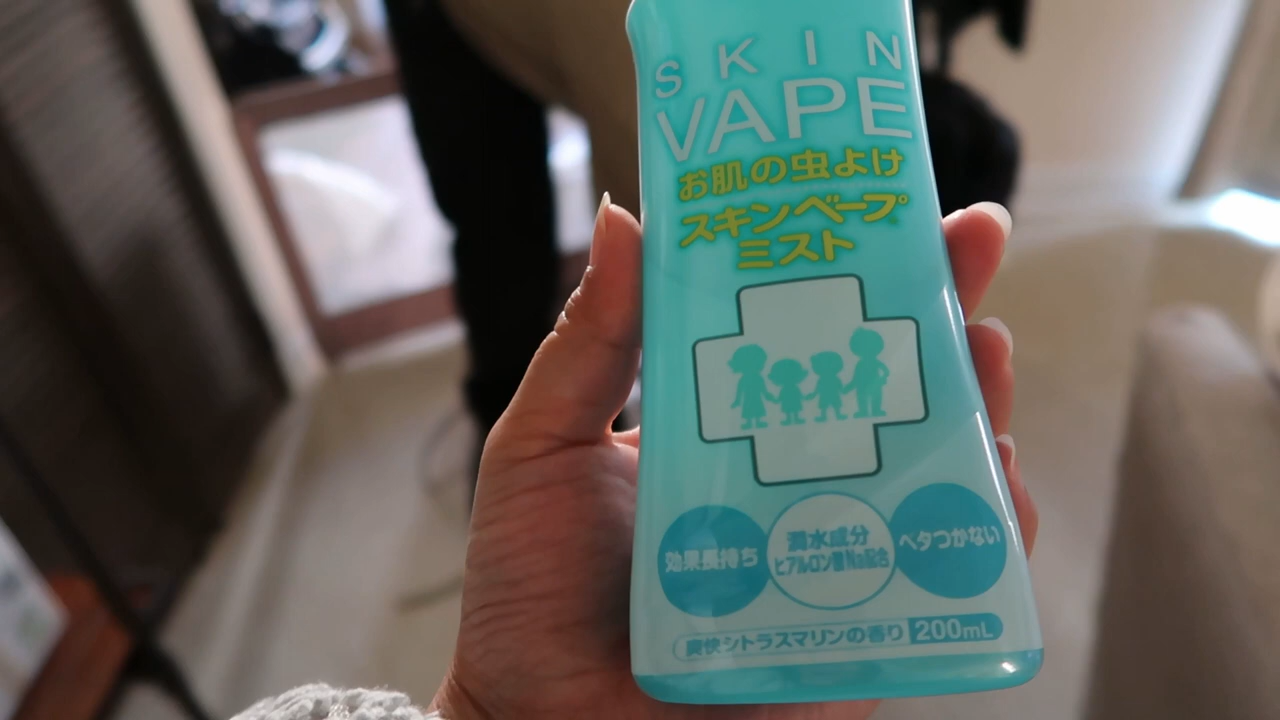 SKIN
VAPE
お肌の虫よけ
スキンベープ
ミスト
効果長持ち
潤水成分
ヒアルロン酸Na配合
ベタつかない
爽快シトラスマリンの香り 200mL